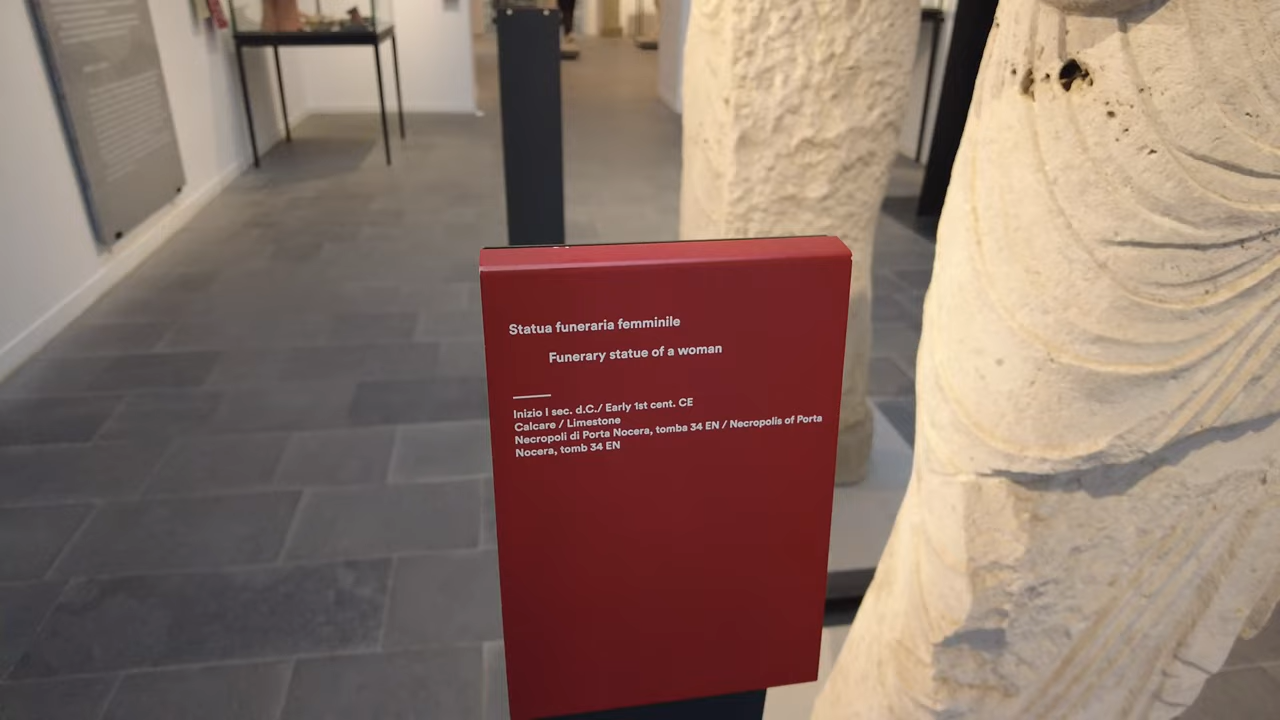 Statua funeraria femminile
Funerary statue of a woman
Inizio I sec. d.C./ Early 1st cent. CE
Calcare / Limestone
Necropoli di Porta Nocera, tomba 34 EN / Necropolis of Porta
Nocera, tomb 34 EN